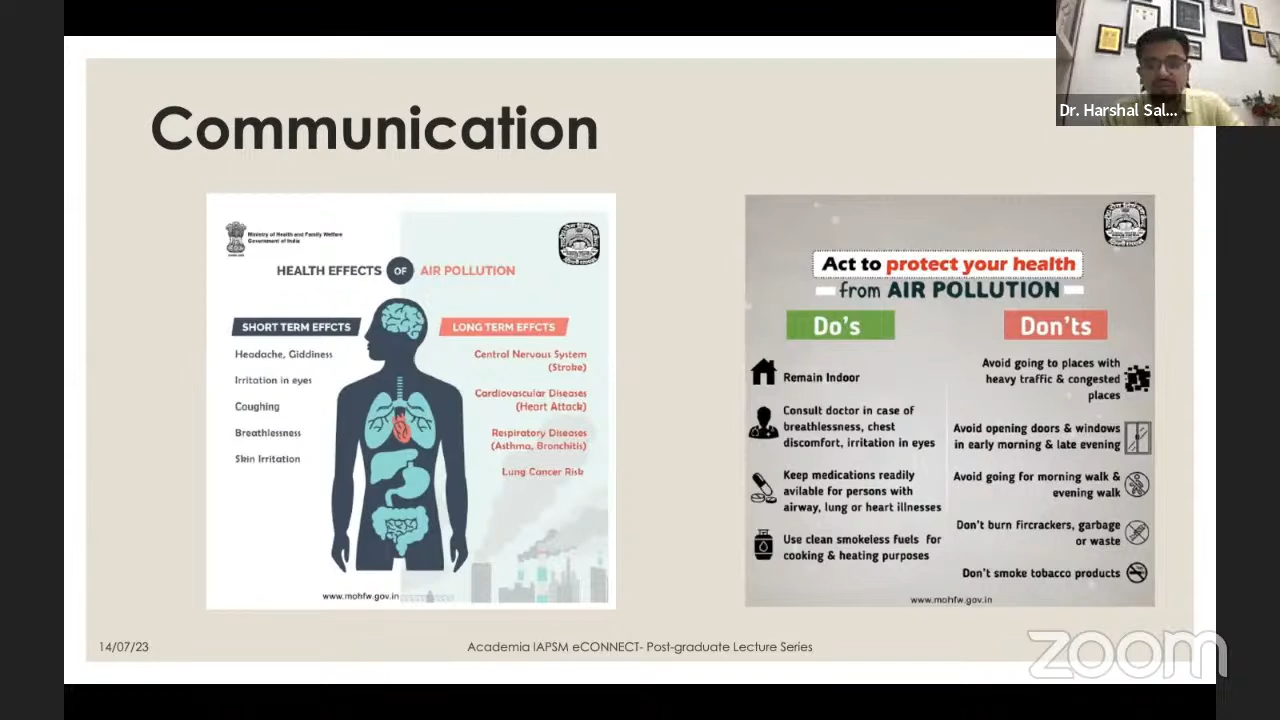 Dr. Harshal Sal...
Communication
Ministry of Health and Family Welfare
Government of India
HEALTH EFFECTS OF AIR POLLUTION
SHORT TERM EFFCTS
Headache, Giddiness
Irritation in eyes
Coughing
Breathlessness
Skin Irritation
LONG TERM EFFCTS
Central Nervous System
(Stroke)
Cardiovascular Diseases
(Heart Attack)
Respiratory Diseases
(Asthma, Bronchitis)
Lung Cancer Risk
www.mohfw.gov.in
Act to protect your health
from AIR POLLUTION
Do's
Remain Indoor
Consult doctor in case of
breathlessness, chest
discomfort, irritation in eyes
Keep medications readily
avilable for persons with
airway, lung or heart illnesses
Use clean smokeless fuels for
cooking & heating purposes
Don'ts
Avoid going to places with
heavy traffic & congested
places
Avoid opening doors & windows
in early morning & late evening
Avoid going for morning walk &
evening walk
Don't burn fircrackers, garbage
or waste
Don't smoke tobacco products
www.mohfw.gov.in
14/07/23
Academia IAPSM eCONNECT- Post-graduate Lecture Series
zoom